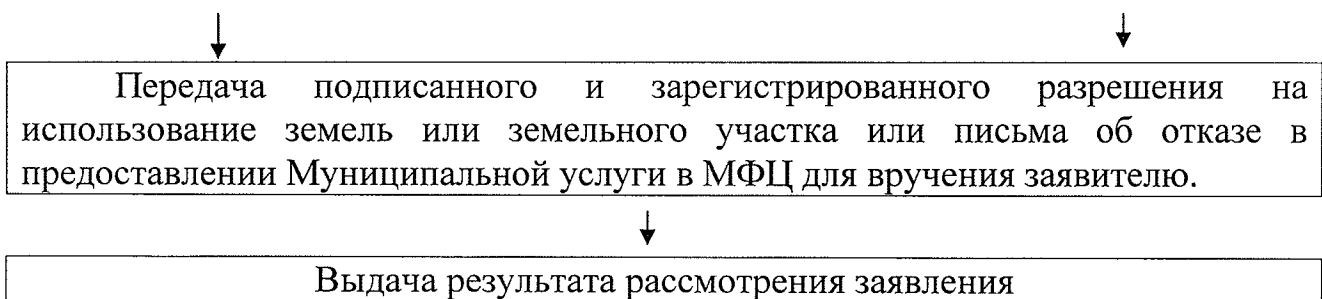 Передача подписанного и зарегистрированного разрешения на
использование земель или земельного участка или письма об отказе в
предоставлении Муниципальной услуги в МФЦ для вручения заявителю.
Выдача результата рассмотрения заявления